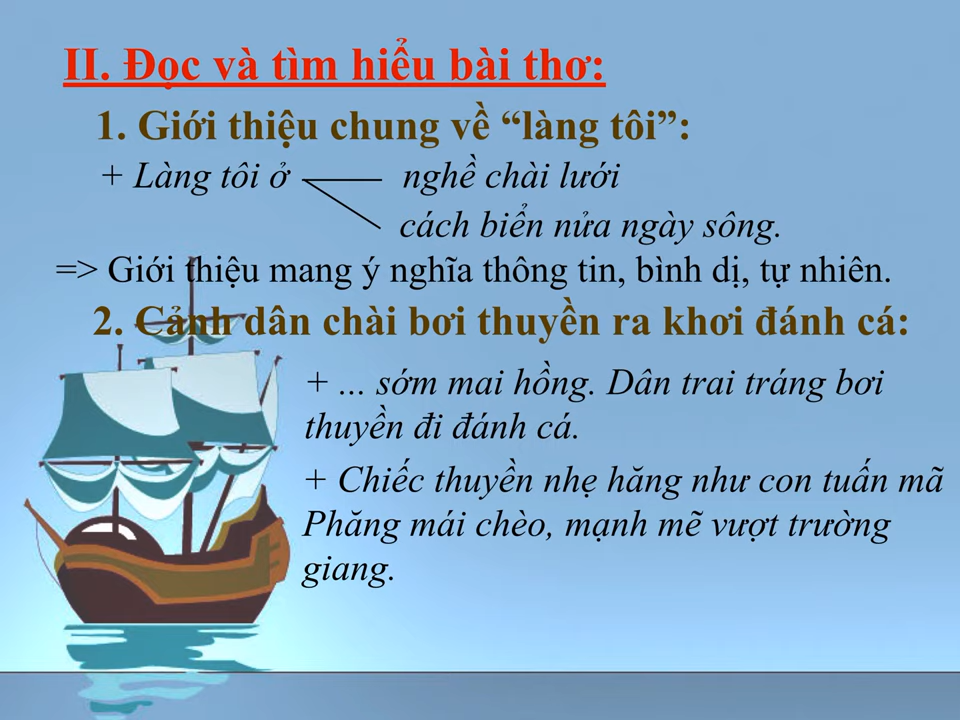 II. Đọc và tìm hiểu bài thơ:
1. Giới thiệu chung về “làng tôi”:
+ Làng tôi ở nghề chài lưới
cách biển nửa ngày sông.
=> Giới thiệu mang ý nghĩa thông tin, bình dị, tự nhiên.
2. Cảnh dân chài bơi thuyền ra khơi đánh cá:
+ ... sớm mai hồng. Dân trai tráng bơi
thuyền đi đánh cá.
+ Chiếc thuyền nhẹ hăng như con tuấn mã
Phăng mái chèo, mạnh mẽ vượt trường
giang.